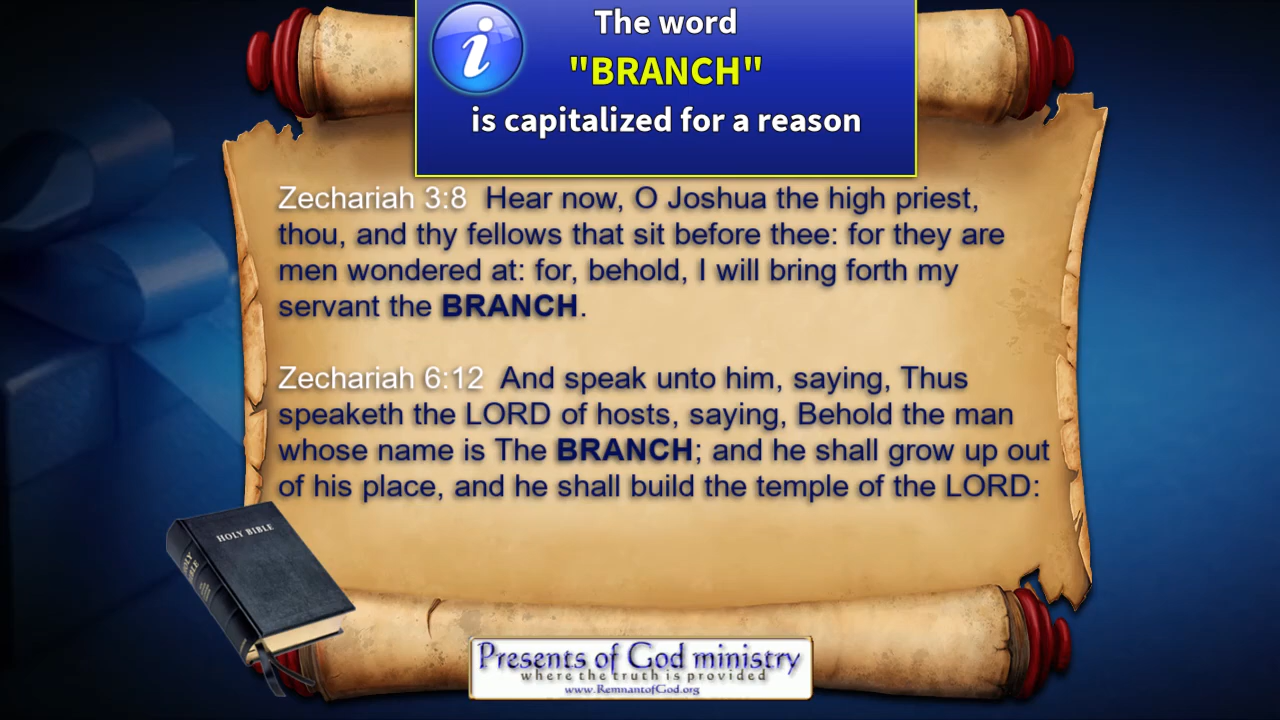 The word
"BRANCH"
is capitalized for a reason
Zechariah 3:8 Hear now, O Joshua the high priest,
thou, and thy fellows that sit before thee: for they are
men wondered at: for, behold, I will bring forth my
servant the BRANCH.
Zechariah 6:12 And speak unto him, saying, Thus
speaketh the LORD of hosts, saying, Behold the man
whose name is The BRANCH; and he shall grow up out
of his place, and he shall build the temple of the LORD:
HOLY BIBLE
HOLY BIBLE
Presents of God ministry
where the truth is provided
www.RemnantofGod.org